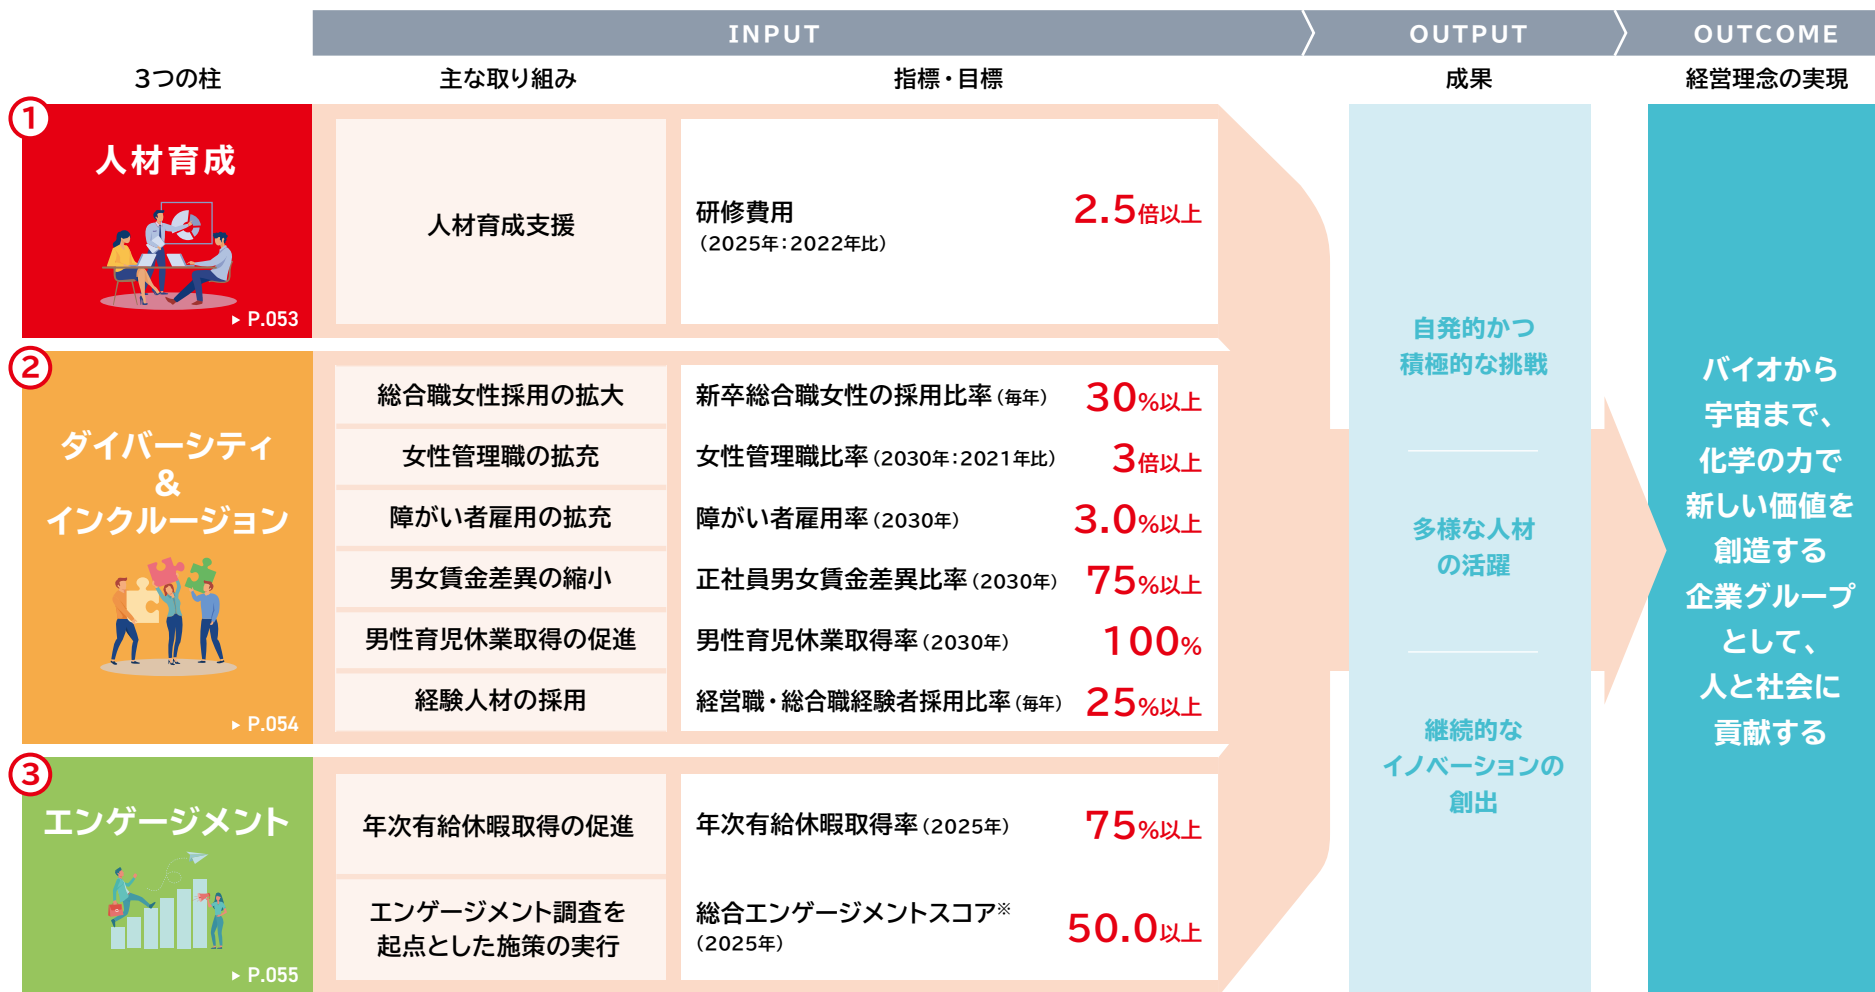 INPUT
OUTPUT
OUTCOME
3つの柱
主な取り組み
指標・目標
成果
経営理念の実現
1
人材育成
▶ P.053
人材育成支援
研修費用
(2025年:2022年比)
2.5倍以上
2
ダイバーシティ
&
インクルージョン
▶ P.054
総合職女性採用の拡大
新卒総合職女性の採用比率(毎年)
30%以上
女性管理職の拡充
女性管理職比率(2030年:2021年比)
3倍以上
障がい者雇用の拡充
障がい者雇用率(2030年)
3.0%以上
男女賃金差異の縮小
正社員男女賃金差異比率(2030年)
75%以上
男性育児休業取得の促進
男性育児休業取得率(2030年)
100%
経験人材の採用
経営職・総合職経験者採用比率(毎年)
25%以上
3
エンゲージメント
▶ P.055
年次有給休暇取得の促進
年次有給休暇取得率(2025年)
75%以上
エンゲージメント調査を
起点とした施策の実行
総合エンゲージメントスコア※
(2025年)
50.0以上
自発的かつ
積極的な挑戦
多様な人材
の活躍
継続的な
イノベーションの
創出
バイオから
宇宙まで、
化学の力で
新しい価値を
創造する
企業グループ
として、
人と社会に
貢献する